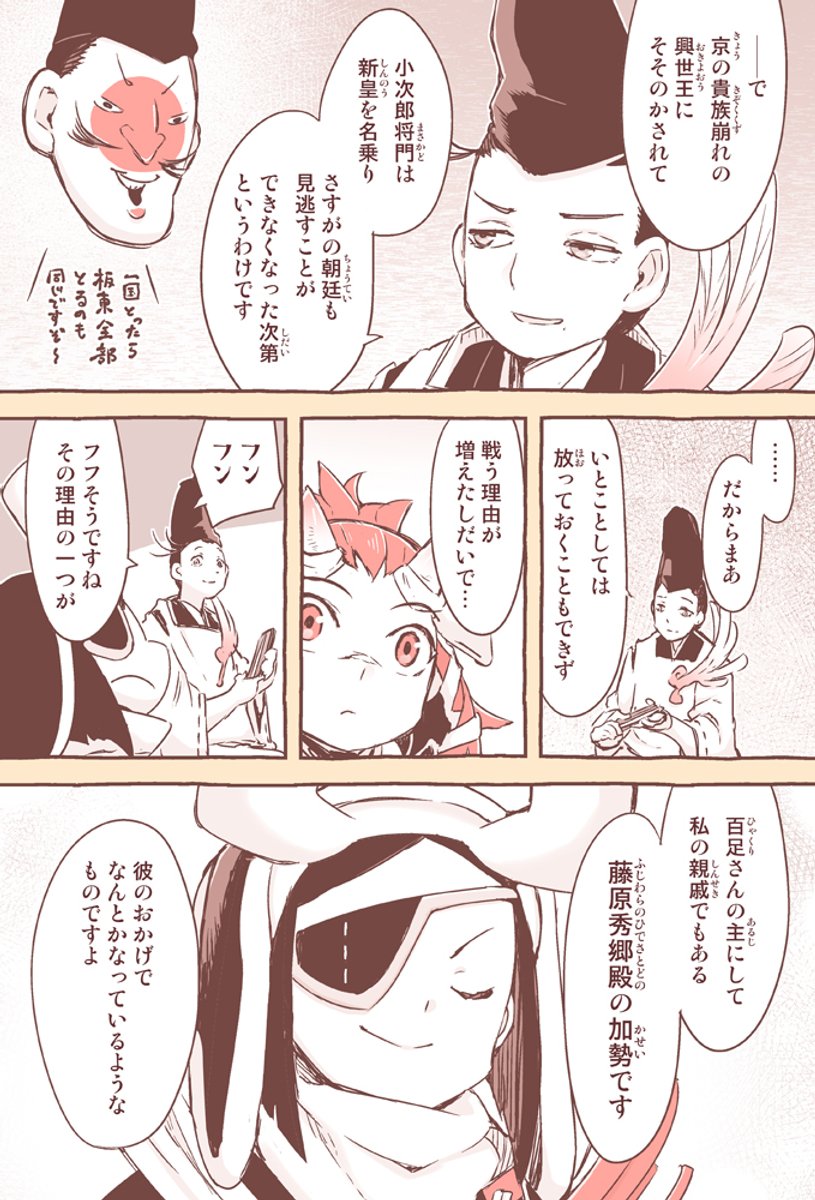 ──で
京の貴族崩れの
興世王に
そそのかされて
小次郎将門は
新皇を名乗り
さすがの朝廷も
見逃すことが
できなくなった次第
というわけです
一国とったら
板東全部
とるのも
同じですな～
……
だからまあ
いとことしては
放っておくこともできず
戦う理由が
増えたしだいで…
フン
フン
フフそうですね
その理由の一つが
百足さんの主にして
私の親戚でもある
藤原秀郷殿の加勢です
彼のおかげで
なんとかなっているような
ものですよ